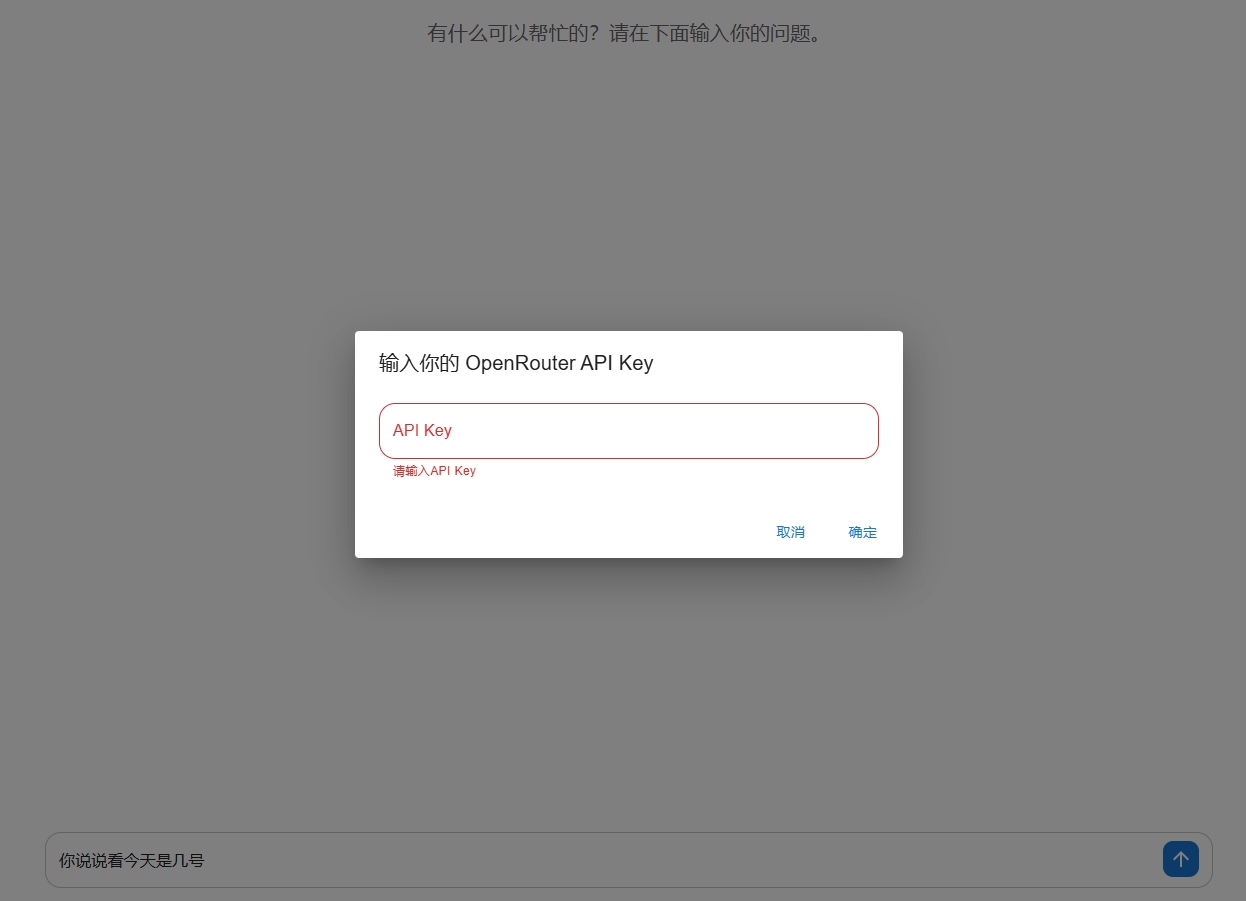 有什么可以帮忙的？请在下面输入你的问题。
输入你的 OpenRouter API Key
API Key
请输入API Key
取消 确定
你说说看今天是几号